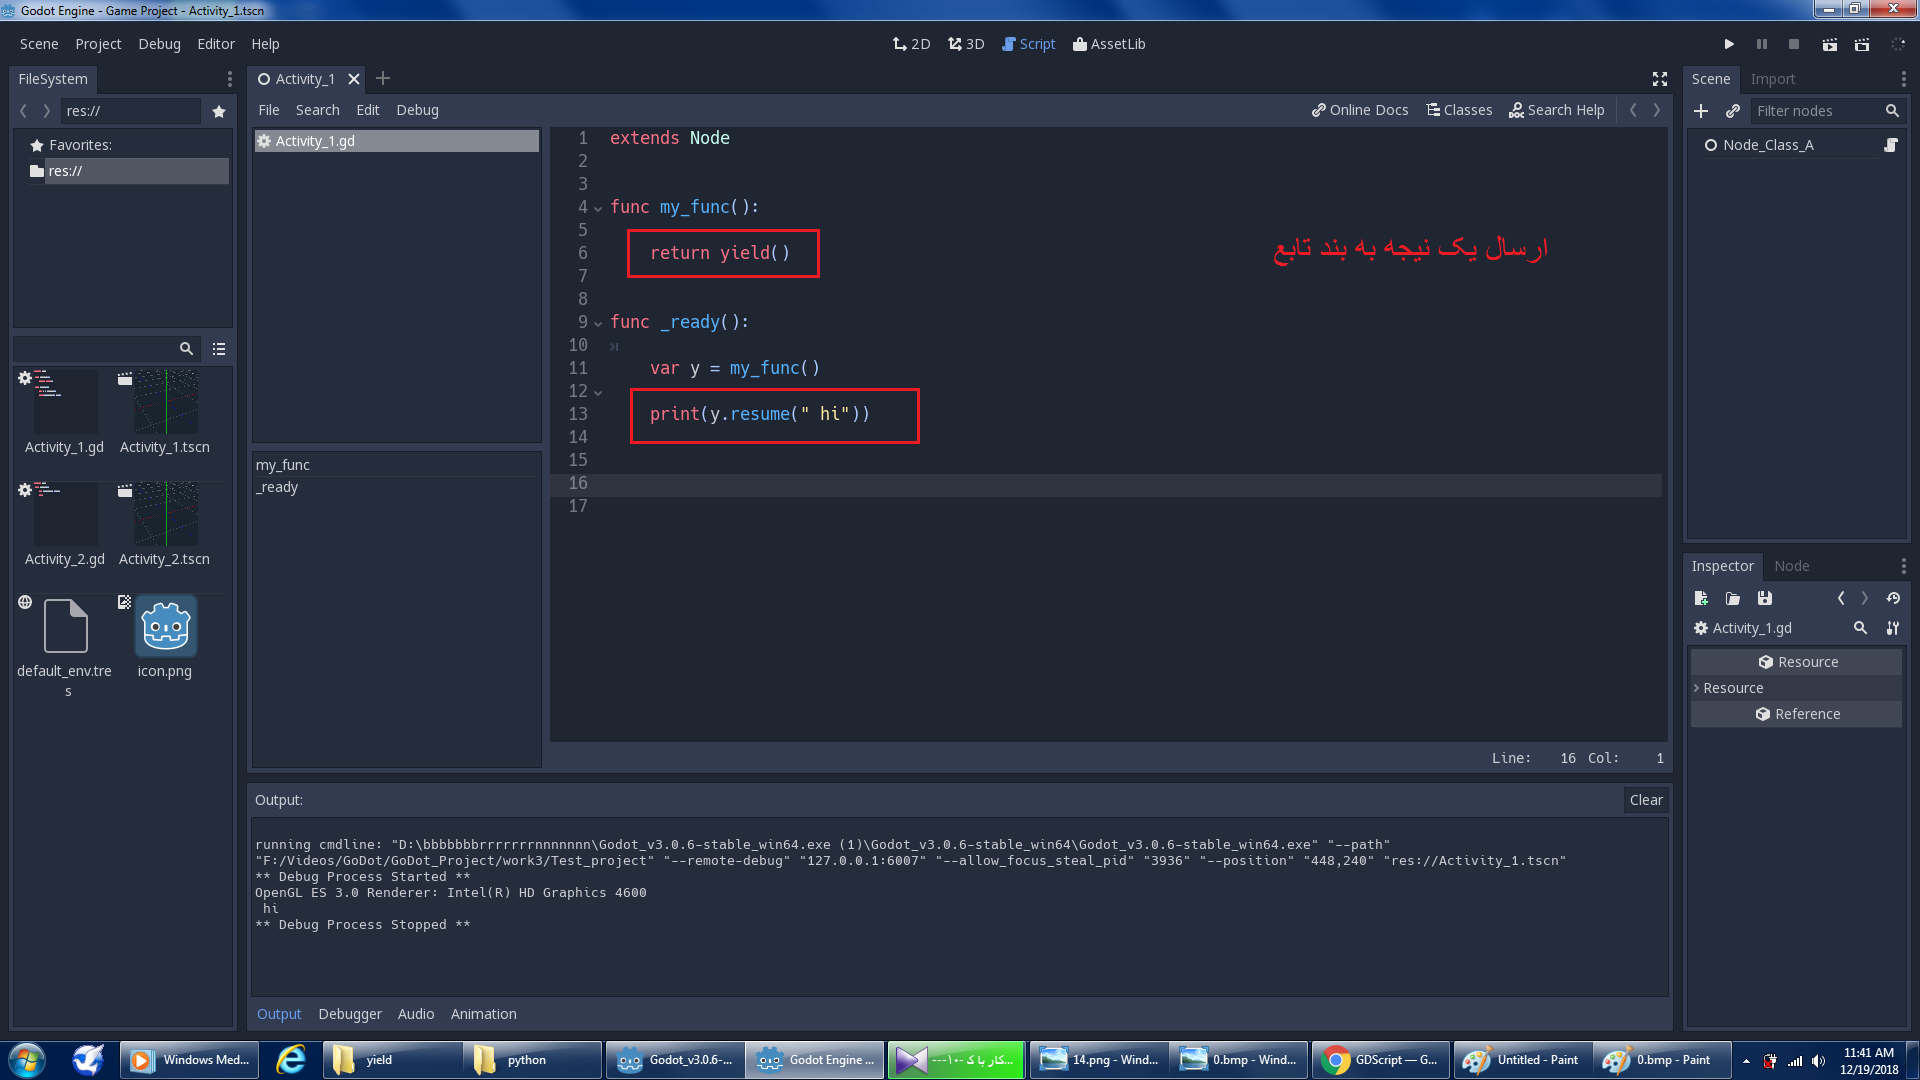 Godot Engine - Game Project - Activity_1.tscn
Scene Project Debug Editor Help
2D 3D Script AssetLib
FileSystem
res://
Favorites:
res://
Activity_1.gd Activity_1.tscn
Activity_2.gd Activity_2.tscn
default_env.tre
s
icon.png
Activity_1
File Search Edit Debug
Online Docs Classes Search Help
Activity_1.gd
my_func
_ready
1 extends Node
2
3
4 func my_func():
5
6 return yield()
7
8
9 func _ready():
10
11 var y = my_func()
12
13 print(y.resume(" hi"))
14
15
16
17
ارسال یک نیجه به بند تابع
Line: 16 Col: 1
Output:
Clear
running cmdline: "D:\bbbbbbbrrrrrrrnnnnnnn\Godot_v3.0.6-stable_win64.exe (1)\Godot_v3.0.6-stable_win64\Godot_v3.0.6-stable_win64.exe" "--path"
"F:/Videos/GoDot/GoDot_Project/work3/Test_project" "--remote-debug" "127.0.0.1:6007" "--allow_focus_steal_pid" "3936" "--position" "448,240" "res://Activity_1.tscn"
** Debug Process Started **
OpenGL ES 3.0 Renderer: Intel(R) HD Graphics 4600
hi
** Debug Process Stopped **
Output Debugger Audio Animation
Scene Import
Filter nodes
Node_Class_A
Inspector Node
Activity_1.gd
Resource
Resource
Reference
Windows Med...
yield
python
Godot_v3.0.6-...
Godot Engine ...
کار با ک -۱۰---...
14.png - Wind...
0.bmp - Wind...
GDScript — G...
Untitled - Paint
0.bmp - Paint
11:41 AM
12/19/2018